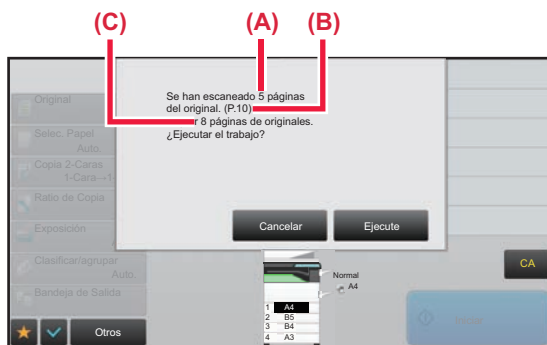 (C)
(A)
(B)
Se han escaneado 5 páginas
del original. (P.10)
r 8 páginas de originales.
¿Ejecutar el trabajo?
Cancelar
Ejecute
Original
Selec. Papel
Auto.
Copia 2-Caras
1-Cara→1-
Ratio de Copia
Exposición
Clasificar/agrupar
Auto.
Bandeja de Salida
Otros
Normal
A4
1 A4
2 B5
3 B4
4 A3
CA